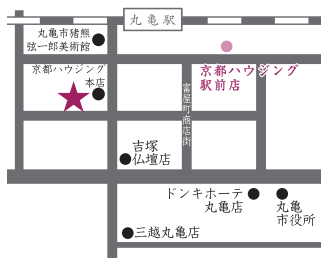 丸亀駅
丸亀市猪熊
弦一郎美術館
京都ハウジング
本店
京都ハウジング
駅前店
富屋町商店街
吉塚
仏壇店
ドンキホーテ
丸亀店
丸亀
市役所
三越丸亀店